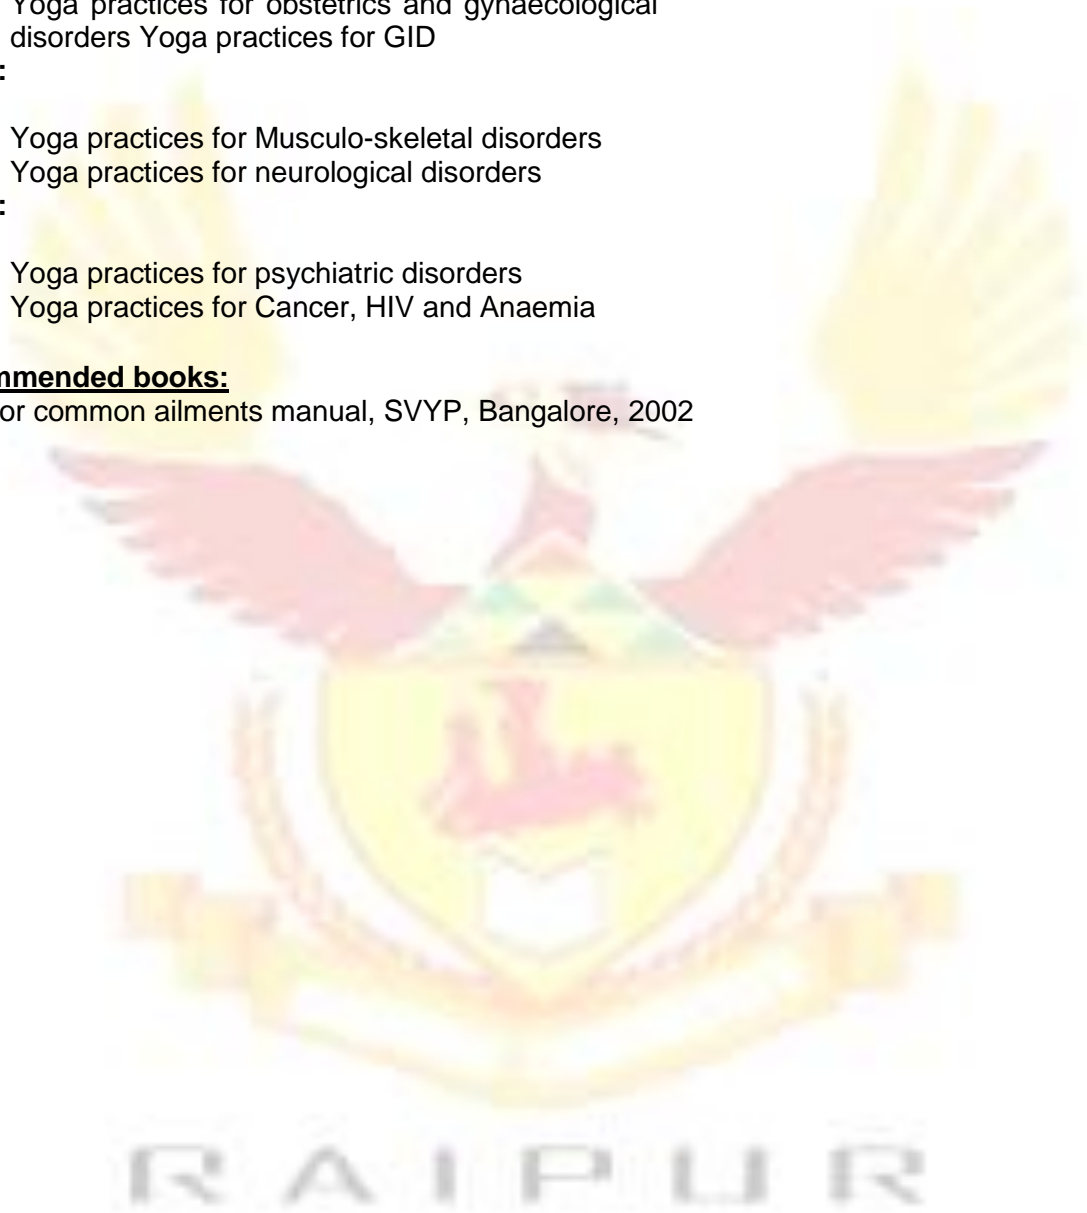 Yoga practices for obstetrics and gynaecological
disorders Yoga practices for GID
:
Yoga practices for Musculo-skeletal disorders
Yoga practices for neurological disorders
:
Yoga practices for psychiatric disorders
Yoga practices for Cancer, HIV and Anaemia
mmended books:
or common ailments manual, SVYP, Bangalore, 2002
RAIPUR